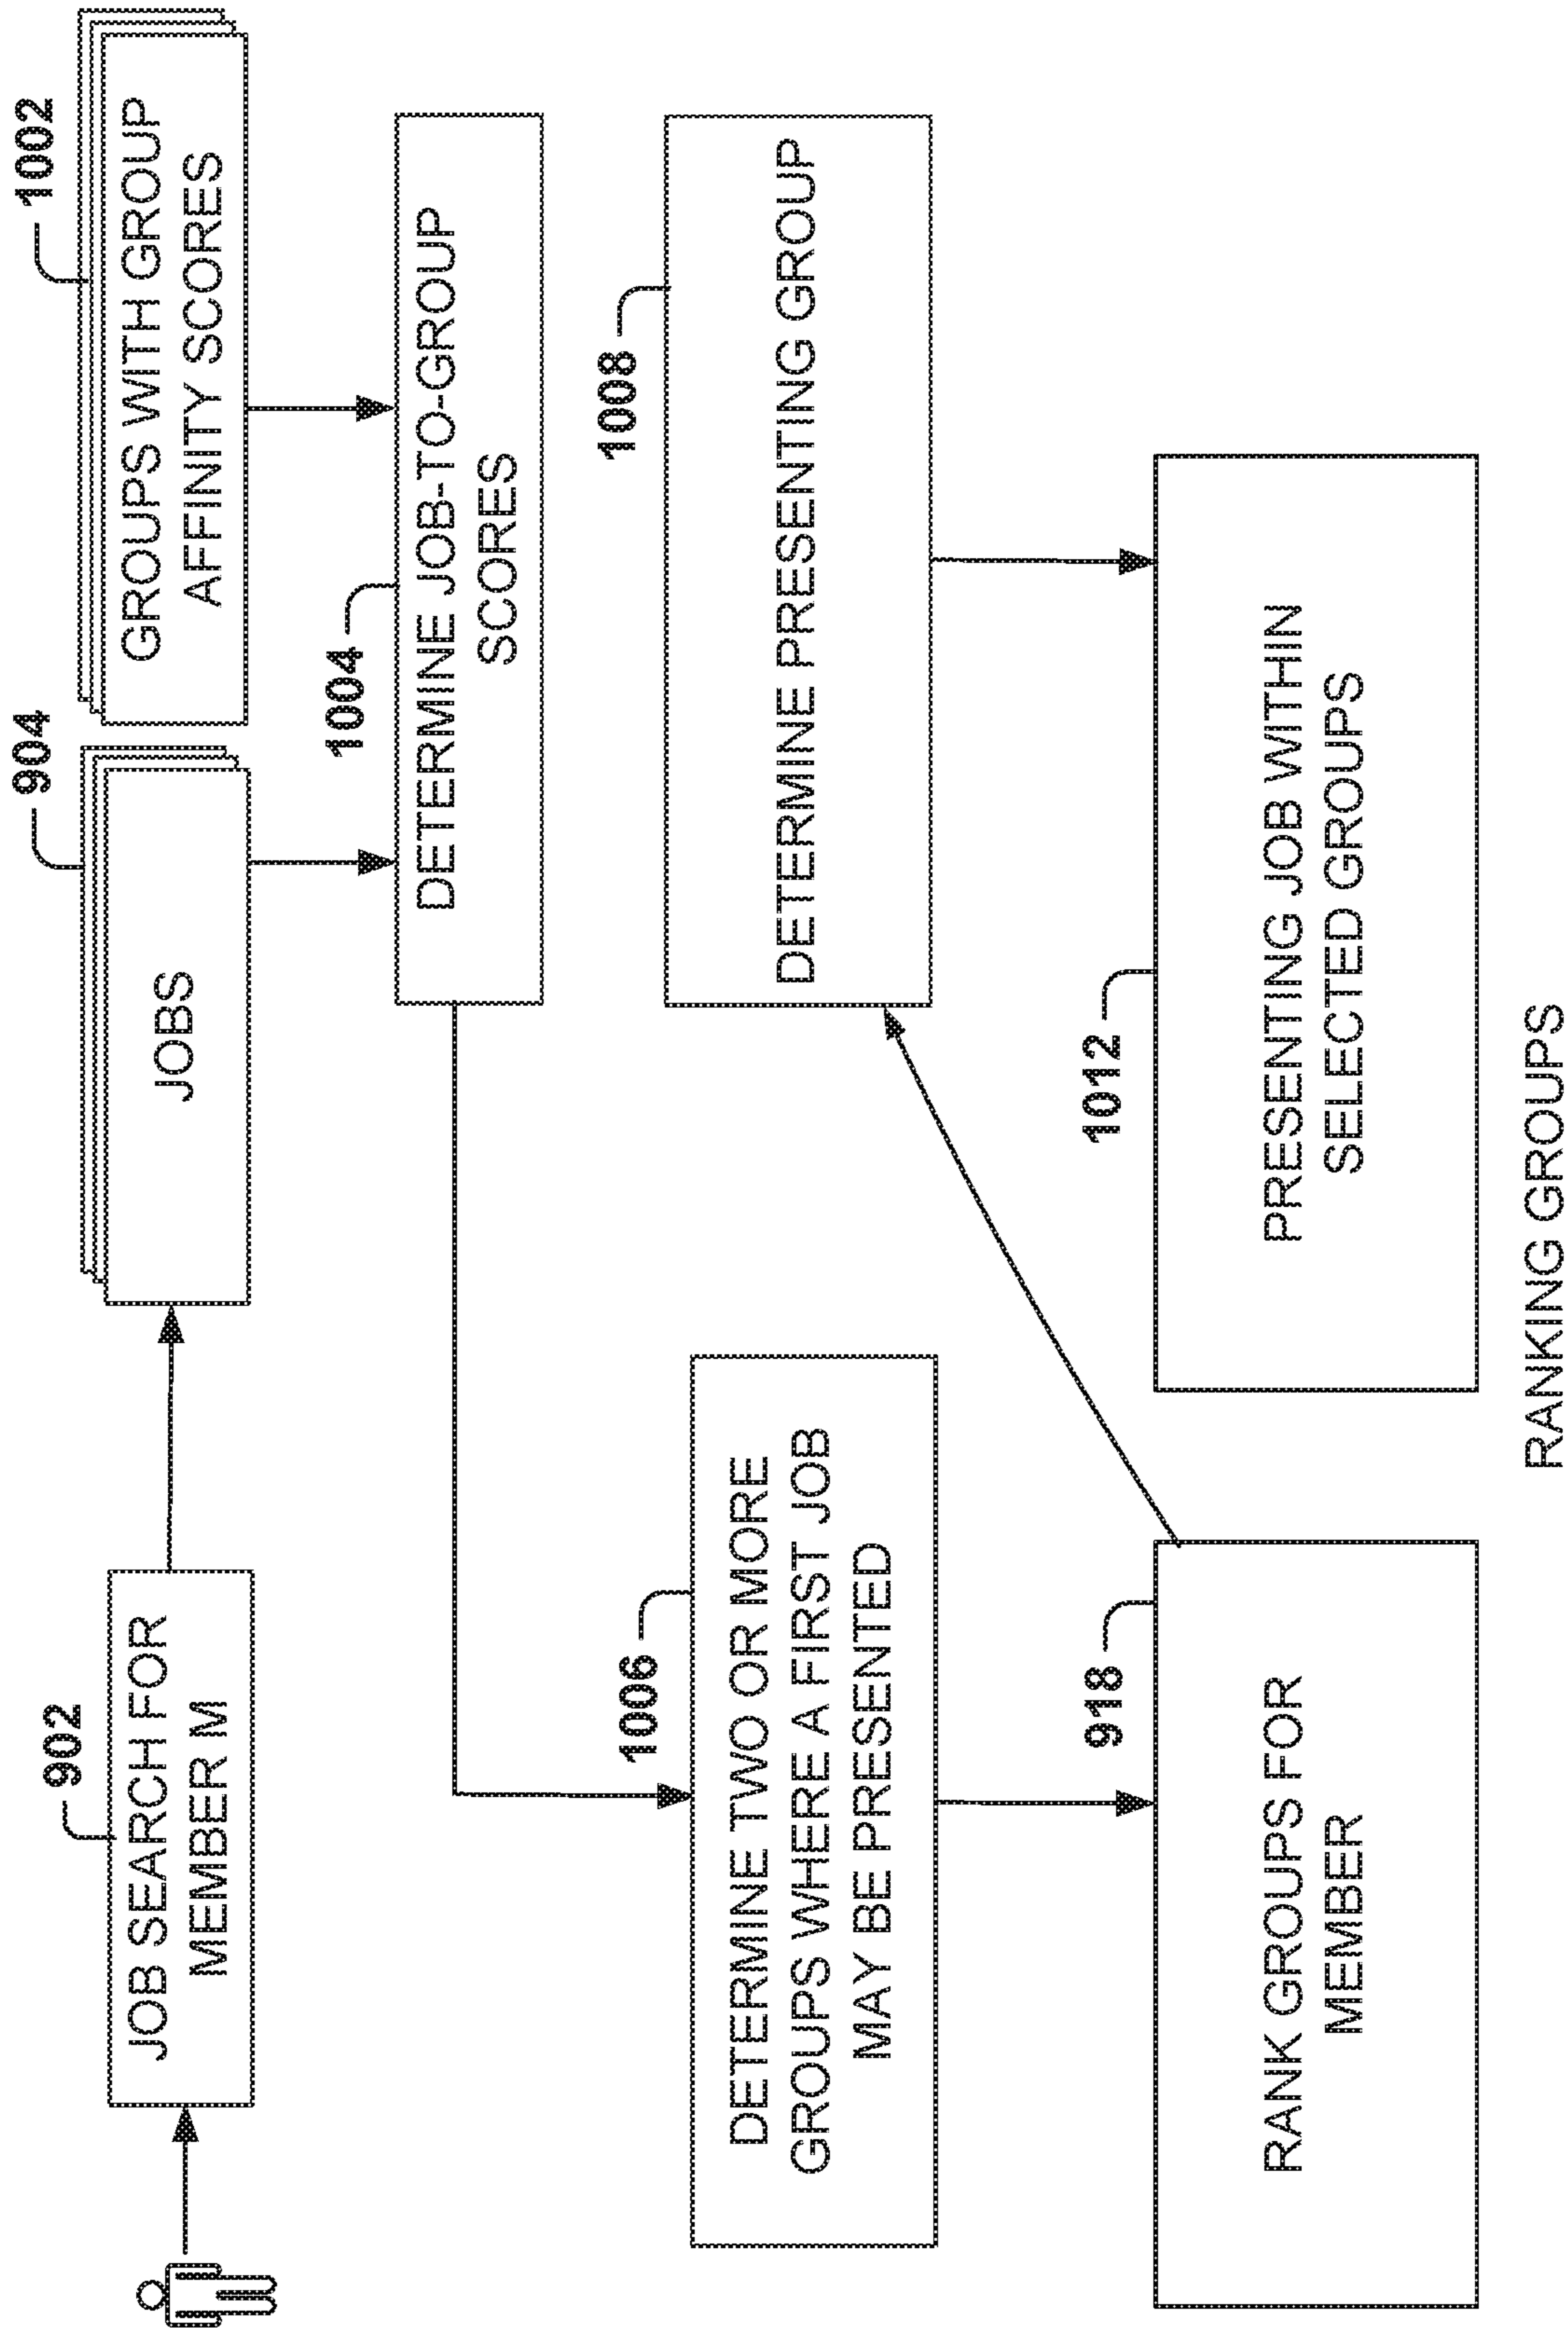 902
JOB SEARCH FOR
MEMBER M
904
JOBS
1002
GROUPS WITH GROUP
AFFINITY SCORES
1004
DETERMINE JOB-TO-GROUP
SCORES
1006
DETERMINE TWO OR MORE
GROUPS WHERE A FIRST JOB
MAY BE PRESENTED
1008
DETERMINE PRESENTING GROUP
918
RANK GROUPS FOR
MEMBER
1012
PRESENTING JOB WITHIN
SELECTED GROUPS
RANKING GROUPS